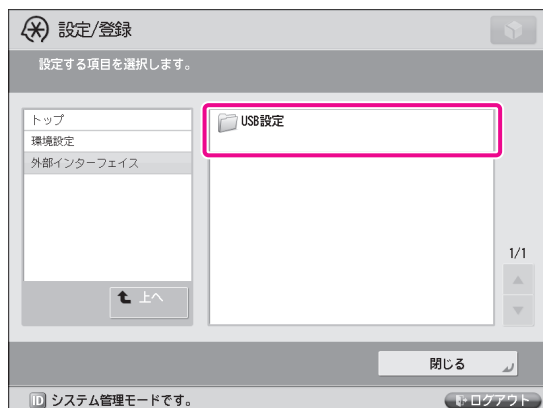 設定/登録
設定する項目を選択します。
トップ
環境設定
外部インターフェイス
上へ
USB設定
1/1
閉じる
ID システム管理モードです。
ログアウト